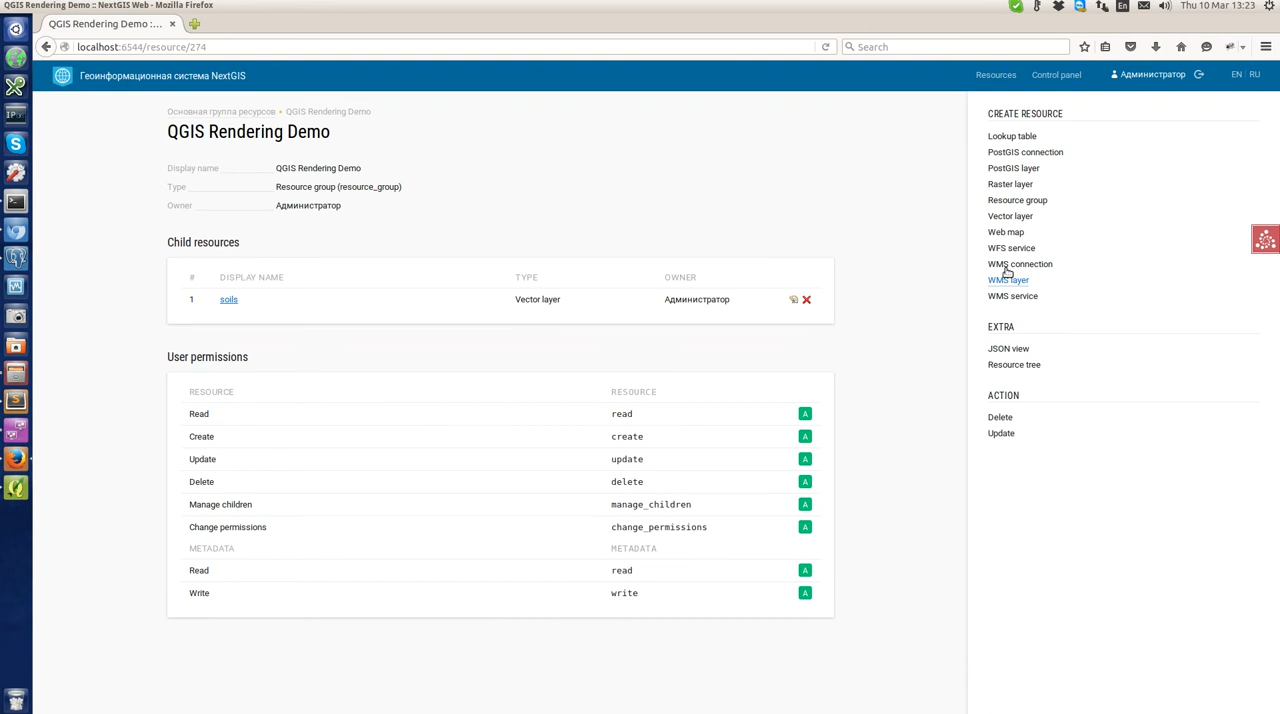 QGIS Rendering Demo :: NextGIS Web - Mozilla Firefox
En
Thu 10 Mar 13:23
QGIS Rendering Demo :...
localhost:6544/resource/274
Search
Геоинформационная система NextGIS
Resources
Control panel
Администратор
EN | RU
Основная группа ресурсов • QGIS Rendering Demo
QGIS Rendering Demo
Display name QGIS Rendering Demo
Type Resource group (resource_group)
Owner Администратор
Child resources
# DISPLAY NAME TYPE OWNER
1 soils Vector layer Администратор
User permissions
RESOURCE RESOURCE
Read read A
Create create A
Update update A
Delete delete A
Manage children manage_children A
Change permissions change_permissions A
METADATA METADATA
Read read A
Write write A
CREATE RESOURCE
Lookup table
PostGIS connection
PostGIS layer
Raster layer
Resource group
Vector layer
Web map
WFS service
WMS connection
WMS layer
WMS service
EXTRA
JSON view
Resource tree
ACTION
Delete
Update